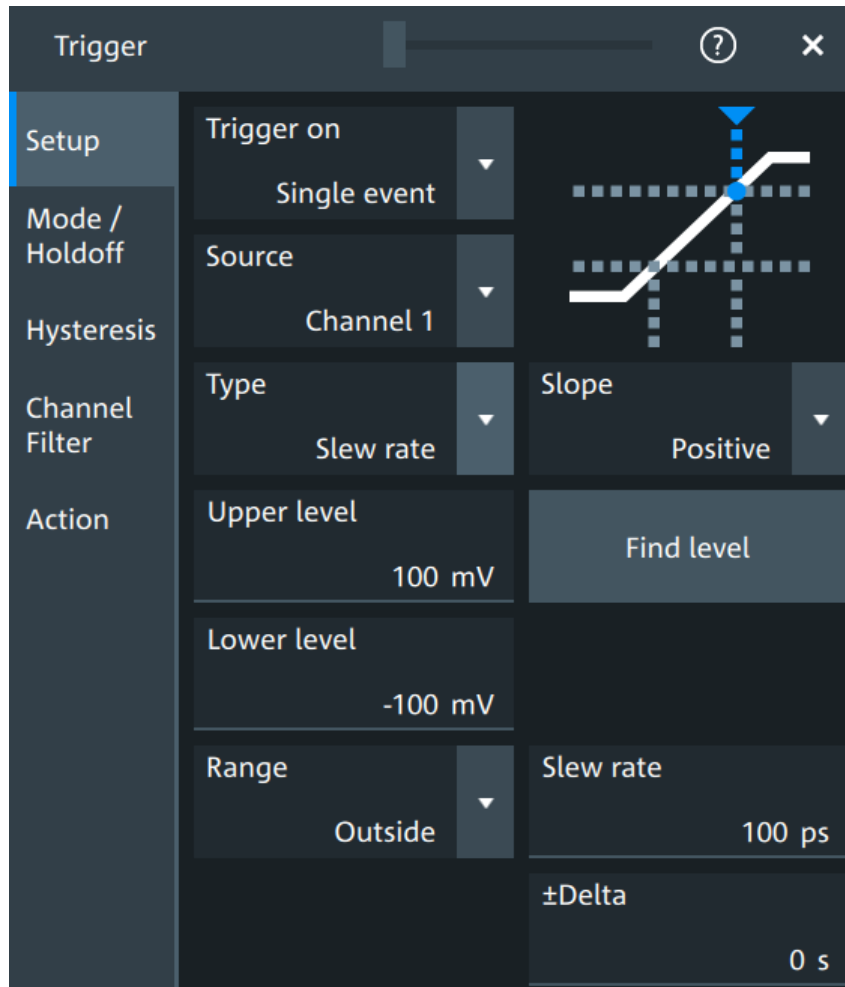 Trigger
?
Setup
Mode /
Holdoff
Hysteresis
Channel
Filter
Action
Trigger on
Single event
Source
Channel 1
Type
Slew rate
Slope
Positive
Upper level
100 mV
Find level
Lower level
-100 mV
Range
Outside
Slew rate
100 ps
±Delta
0 s